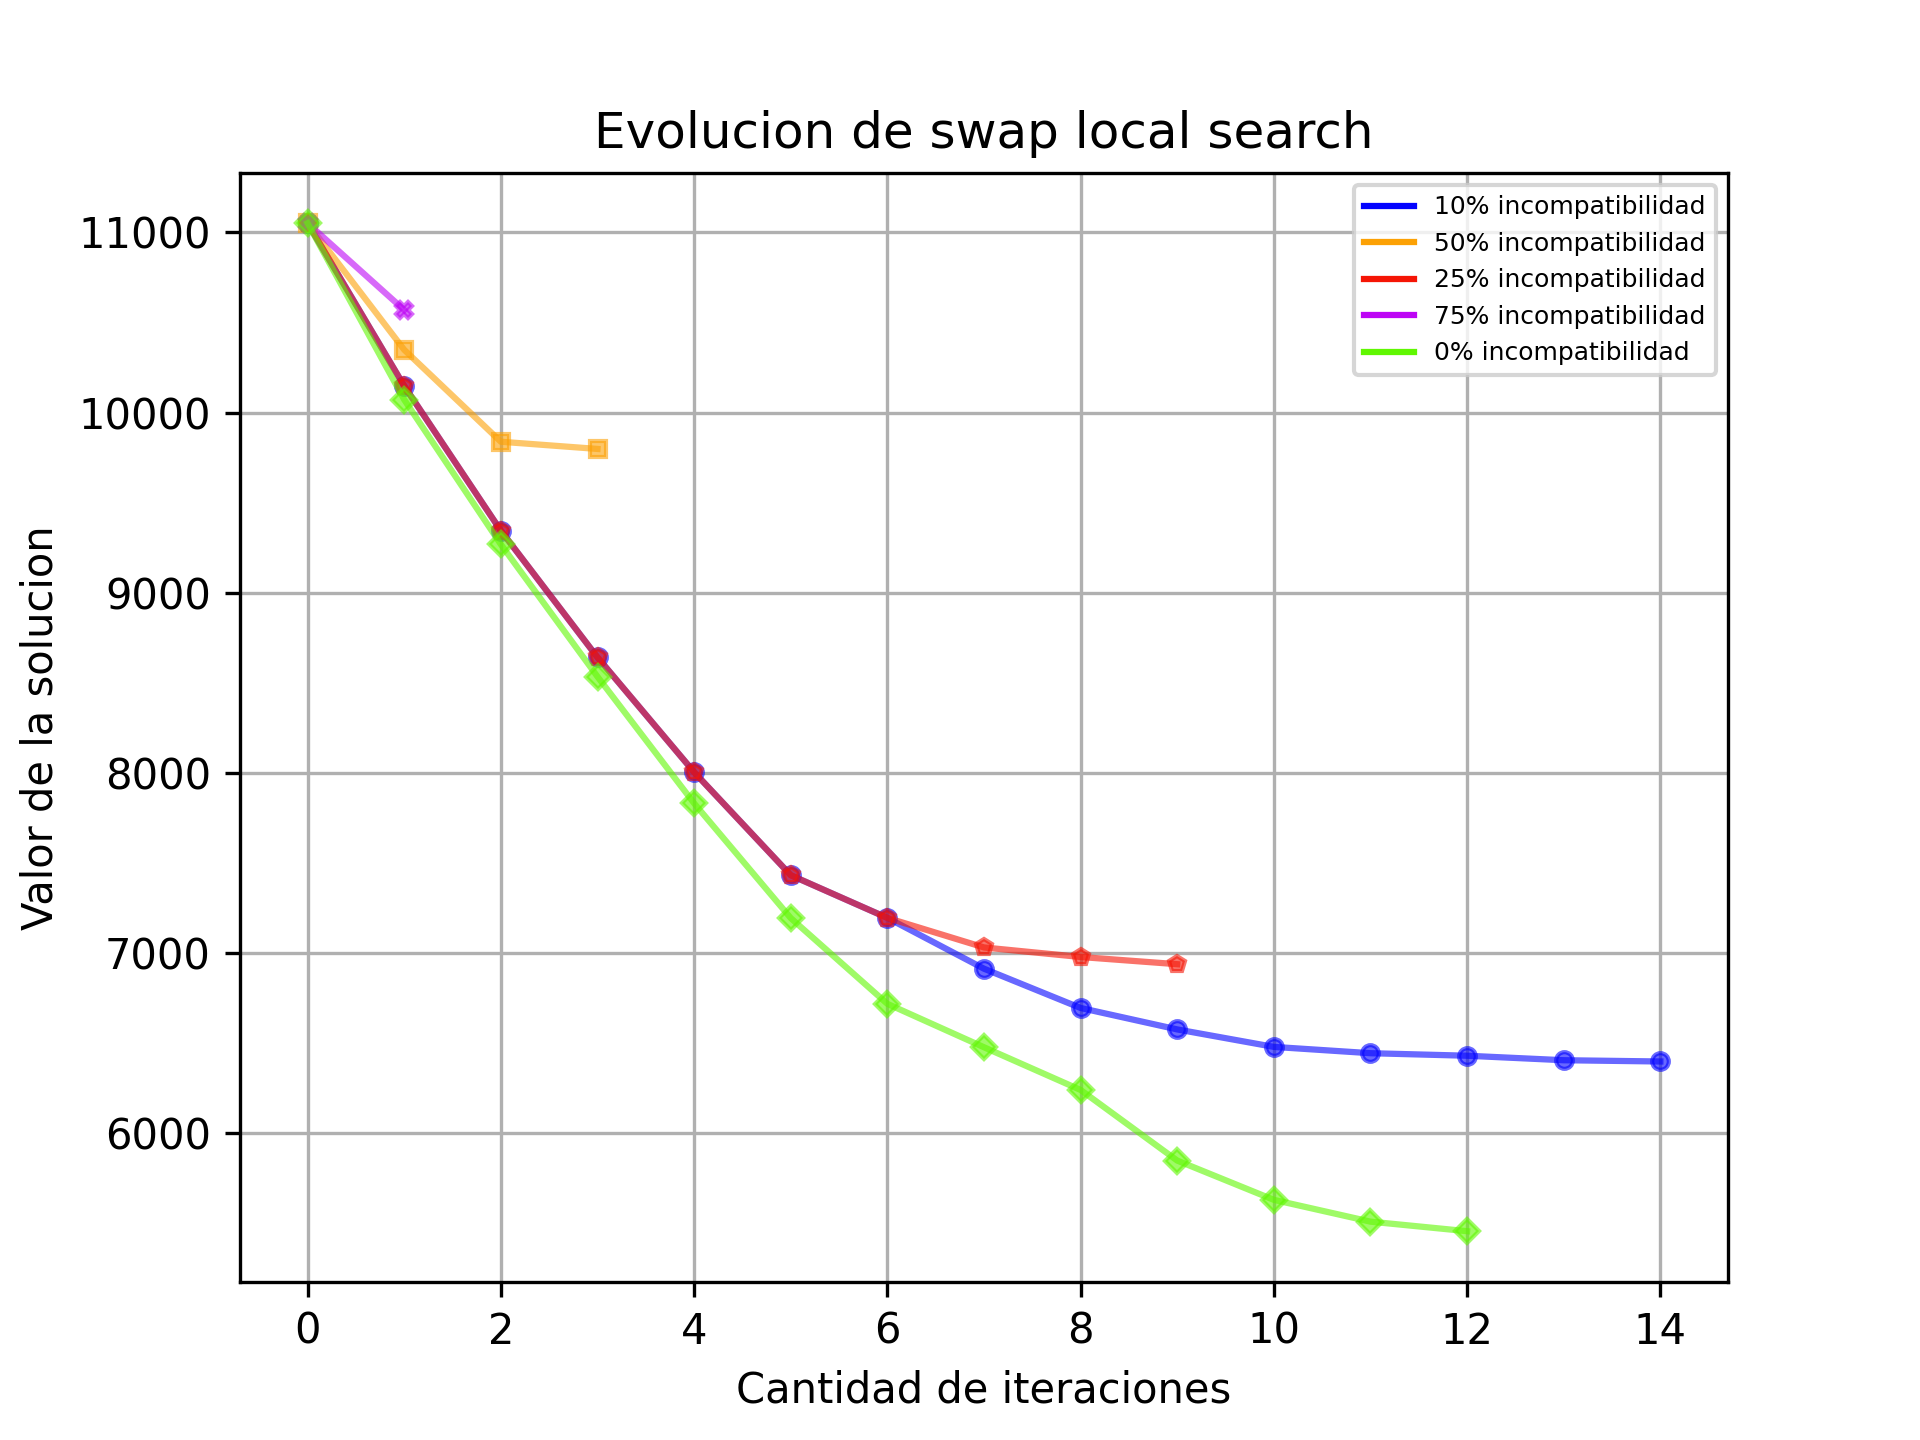 Evolucion de swap local search
10% incompatibilidad
50% incompatibilidad
25% incompatibilidad
75% incompatibilidad
0% incompatibilidad
Valor de la solucion
11000
10000
9000
8000
7000
6000
0 2 4 6 8 10 12 14
Cantidad de iteraciones